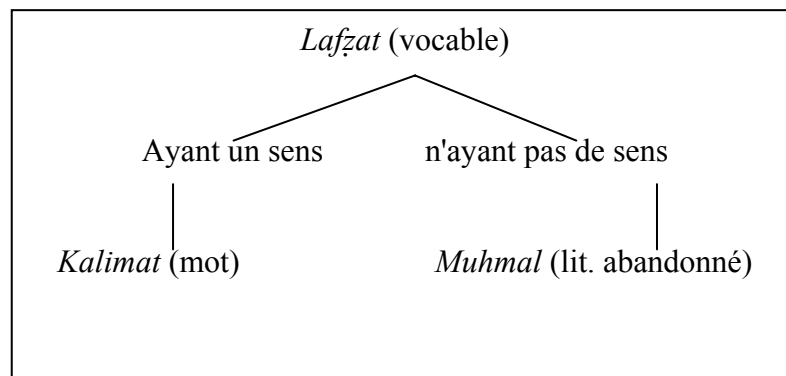 Lafẓat (vocable)
Ayant un sens n'ayant pas de sens
Kalimat (mot) Muhmal (lit. abandonné)